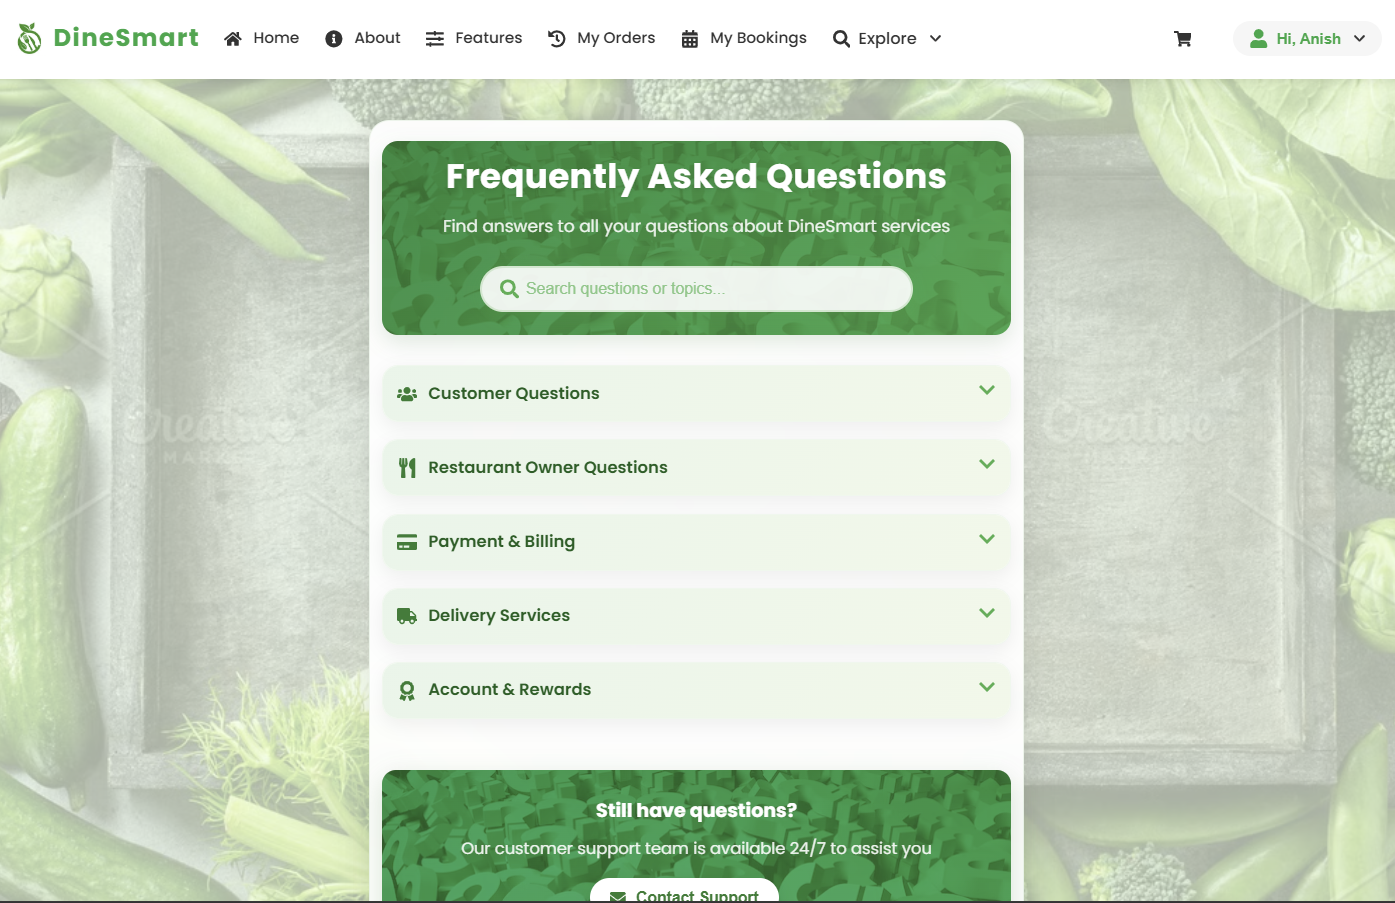 DineSmart
Home
About
Features
My Orders
My Bookings
Explore
Hi, Anish
Frequently Asked Questions
Find answers to all your questions about DineSmart services
Search questions or topics...
Customer Questions
Creative
Creative
Restaurant Owner Questions
Payment & Billing
Delivery Services
Account & Rewards
Still have questions?
Our customer support team is available 24/7 to assist you
Contact Support